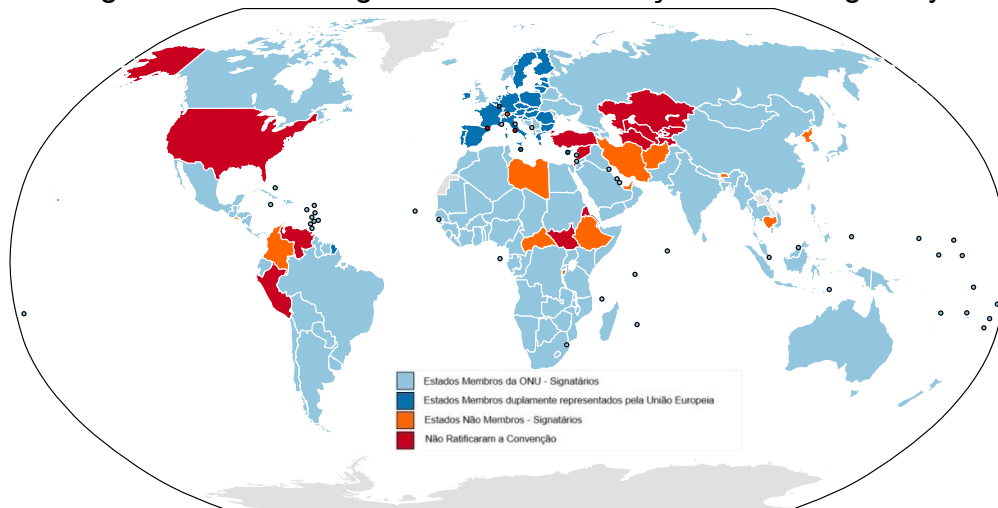 Estados Membros da ONU - Signatários
Estados Membros duplamente representados pela União Europeia
Estados Não Membros - Signatários
Não Ratificaram a Convenção